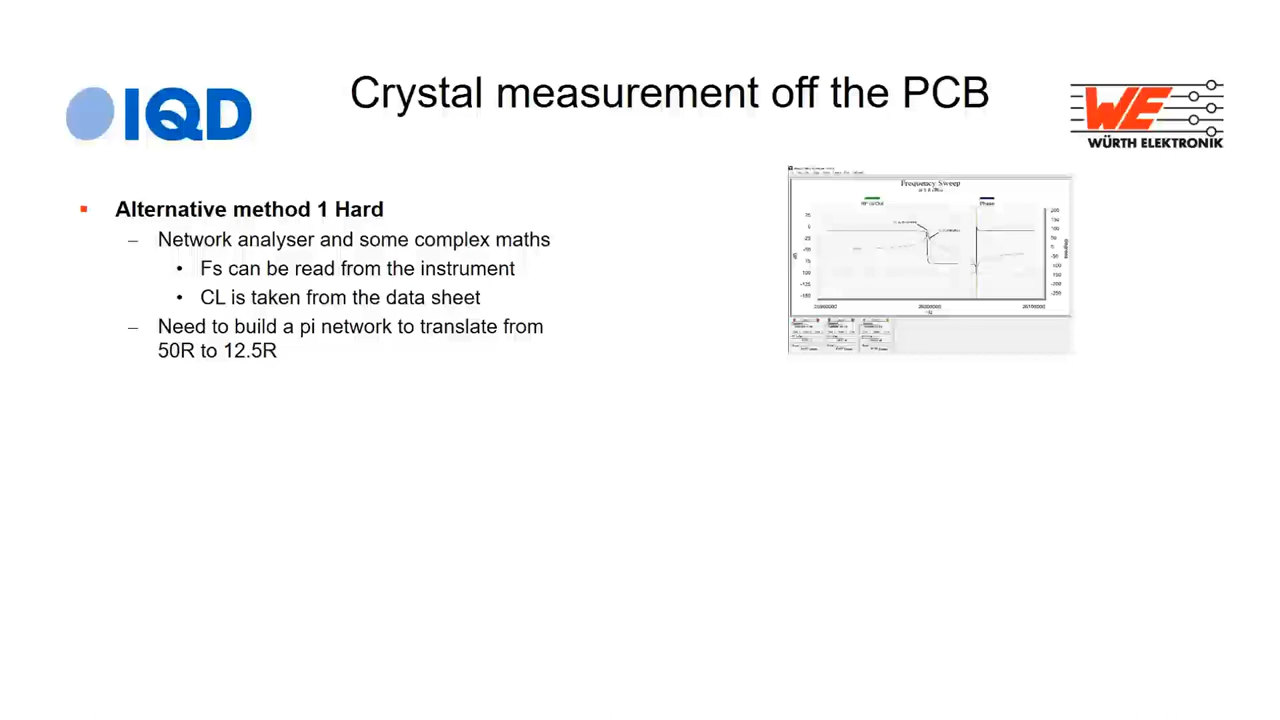 Crystal measurement off the PCB
IQD
WE
WÜRTH ELEKTRONIK
Alternative method 1 Hard
– Network analyser and some complex maths
• Fs can be read from the instrument
• CL is taken from the data sheet
– Need to build a pi network to translate from
50R to 12.5R
Frequency Sweep
Phase